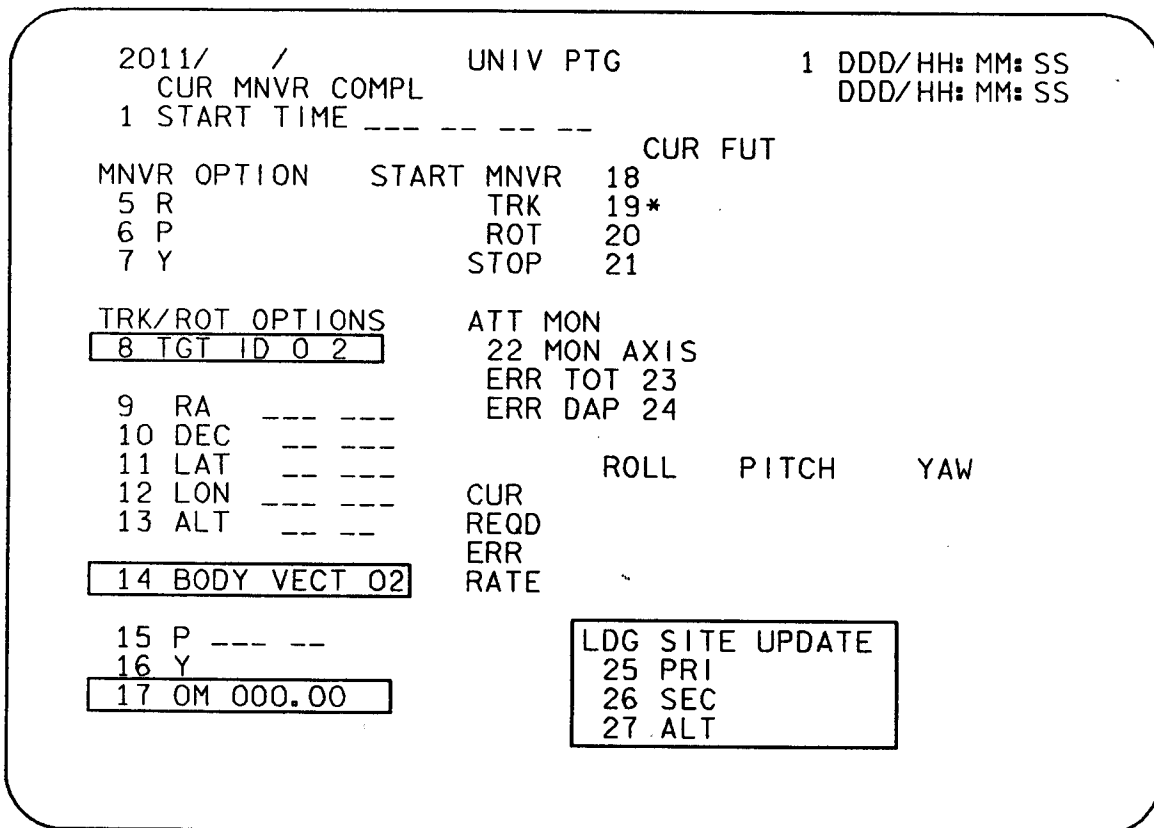 2011/ / UNIV PTG 1 DDD/HH:MM:SS
CUR MNVR COMPL DDD/HH:MM:SS
1 START TIME ___ __ __ __
CUR FUT
MNVR OPTION START MNVR 18
5 R TRK 19*
6 P ROT 20
7 Y STOP 21
TRK/ROT OPTIONS ATT MON
8 TGT ID 0 2 22 MON AXIS
ERR TOT 23
9 RA ___ ___ ERR DAP 24
10 DEC __ ___
11 LAT __ ___ ROLL PITCH YAW
12 LON ___ ___ CUR
13 ALT __ __ REQD
ERR
14 BODY VECT 02 RATE
15 P ___ __ LDG SITE UPDATE
16 Y 25 PRI
17 OM 000.00 26 SEC
27 ALT